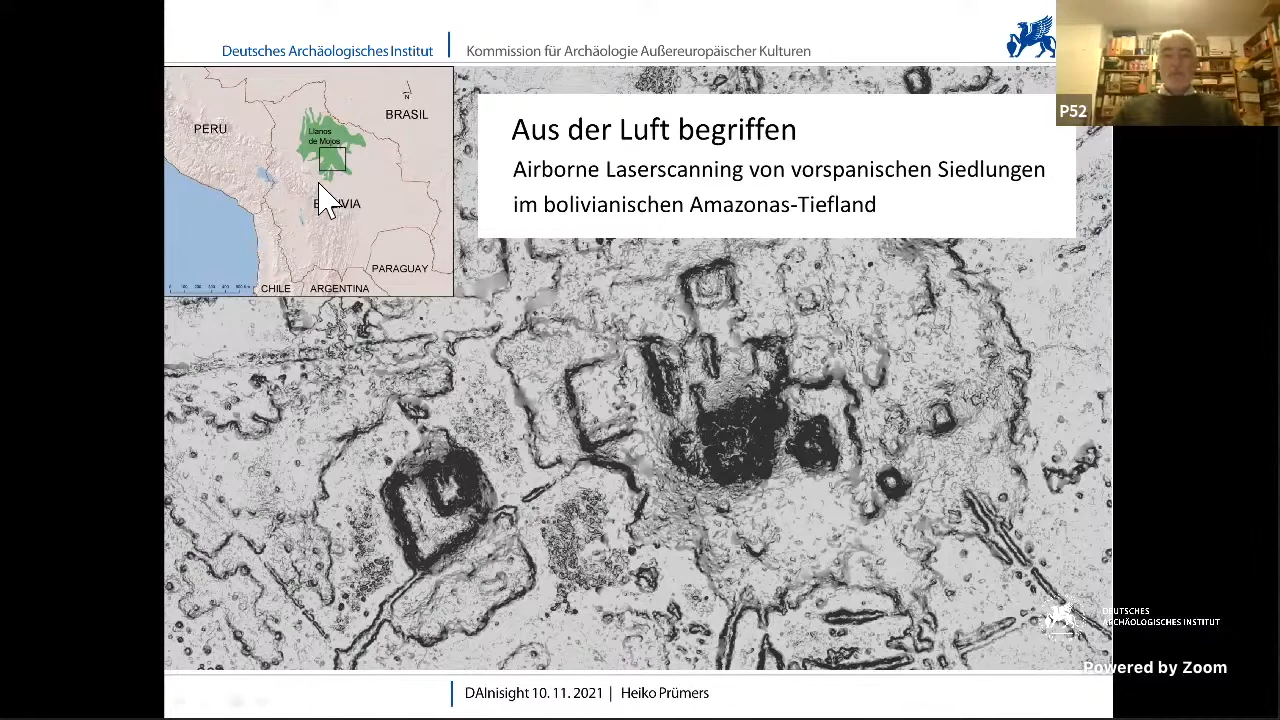 Deutsches Archäologisches Institut
Kommission für Archäologie Außereuropäischer Kulturen
P52
Aus der Luft begriffen
Airborne Laserscanning von vorspanischen Siedlungen
im bolivianischen Amazonas-Tiefland
N
PERU
BRASIL
Llanos
de Mojos
PARAGUAY
CHILE
ARGENTINA
DEUTSCHES
ARCHÄOLOGISCHES INSTITUT
Powered by Zoom
DAInisight 10. 11. 2021 | Heiko Prümers